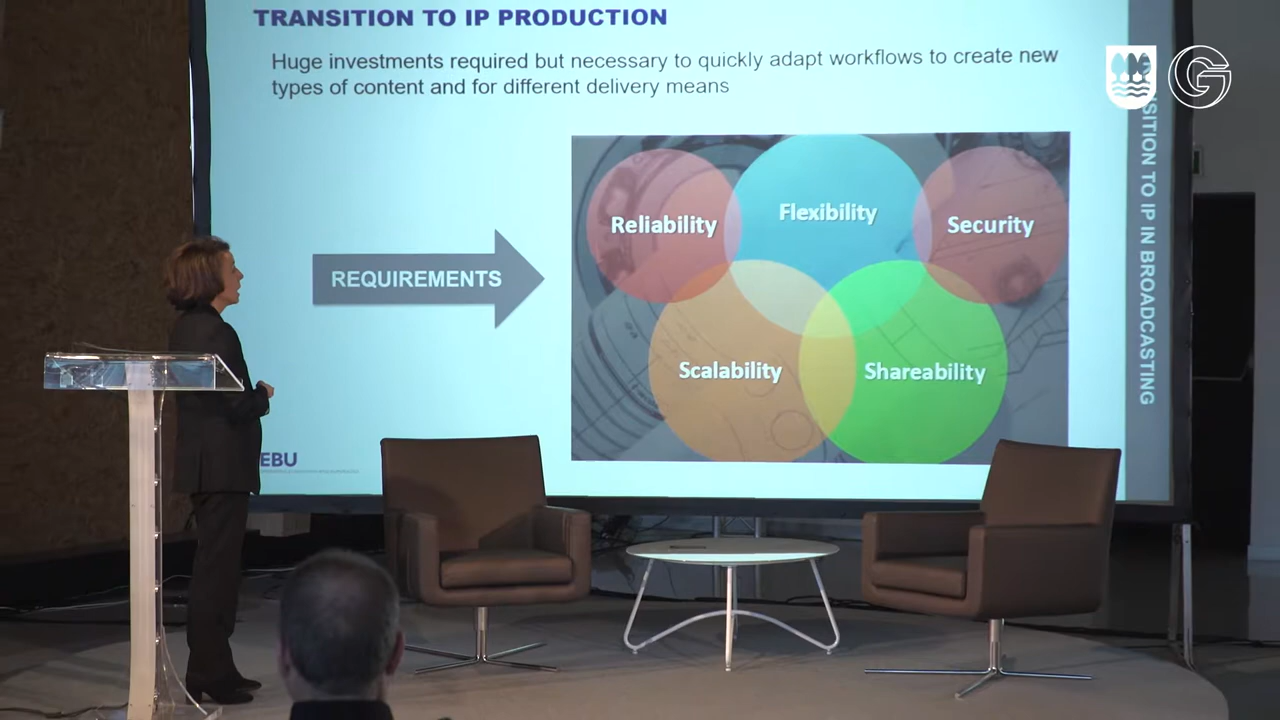 TRANSITION TO IP PRODUCTION
Huge investments required but necessary to quickly adapt workflows to create new
types of content and for different delivery means
REQUIREMENTS
Reliability
Flexibility
Security
Scalability
Shareability
EBU
SITION TO IP IN BROADCASTING
G